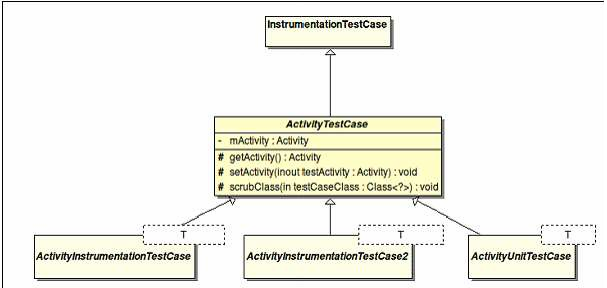 InstrumentationTestCase
ActivityTestCase
- mActivity : Activity
# getActivity() : Activity
# setActivity(inout testActivity : Activity) : void
# scrubClass(in testCaseClass : Class<?>) : void
T
T
T
ActivityInstrumentationTestCase
ActivityInstrumentationTestCase2
ActivityUnitTestCase